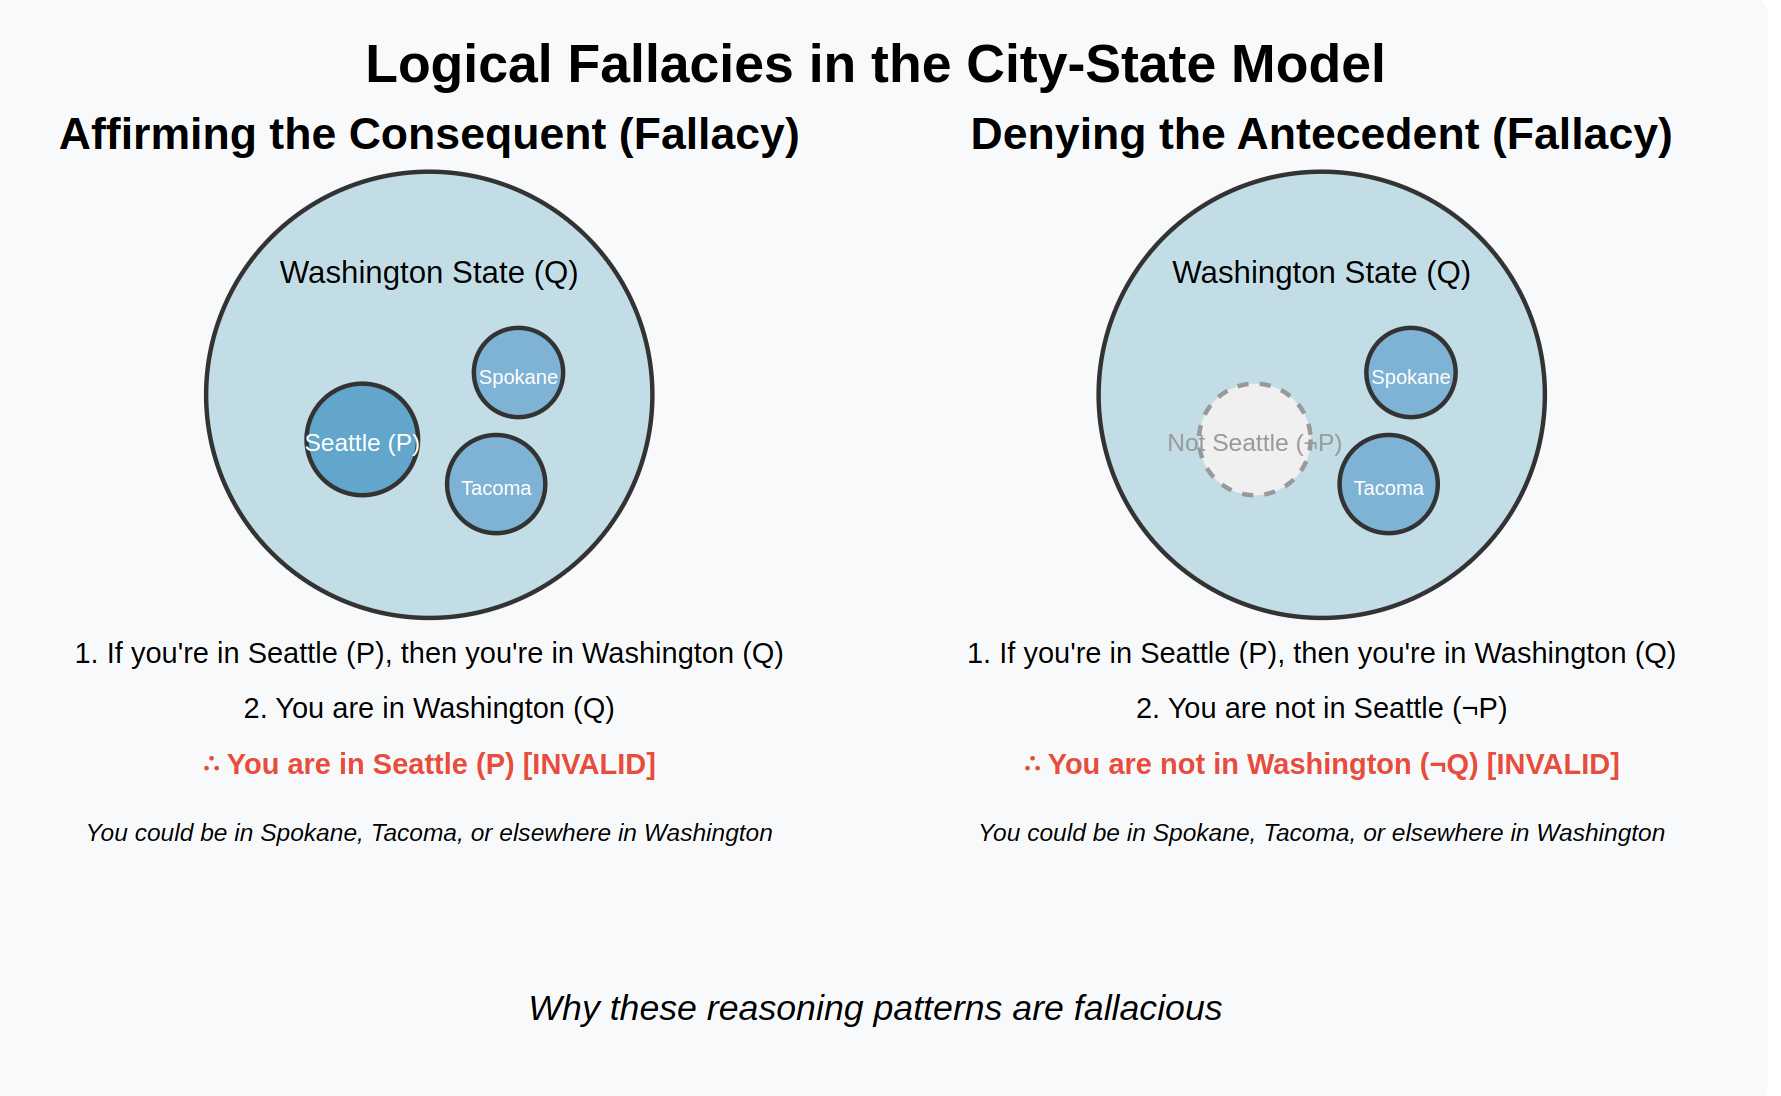 Logical Fallacies in the City-State Model
Affirming the Consequent (Fallacy)
Washington State (Q)
Spokane
Seattle (P)
Tacoma
1. If you're in Seattle (P), then you're in Washington (Q)
2. You are in Washington (Q)
∴ You are in Seattle (P) [INVALID]
You could be in Spokane, Tacoma, or elsewhere in Washington
Denying the Antecedent (Fallacy)
Washington State (Q)
Spokane
Not Seattle (¬P)
Tacoma
1. If you're in Seattle (P), then you're in Washington (Q)
2. You are not in Seattle (¬P)
∴ You are not in Washington (¬Q) [INVALID]
You could be in Spokane, Tacoma, or elsewhere in Washington
Why these reasoning patterns are fallacious